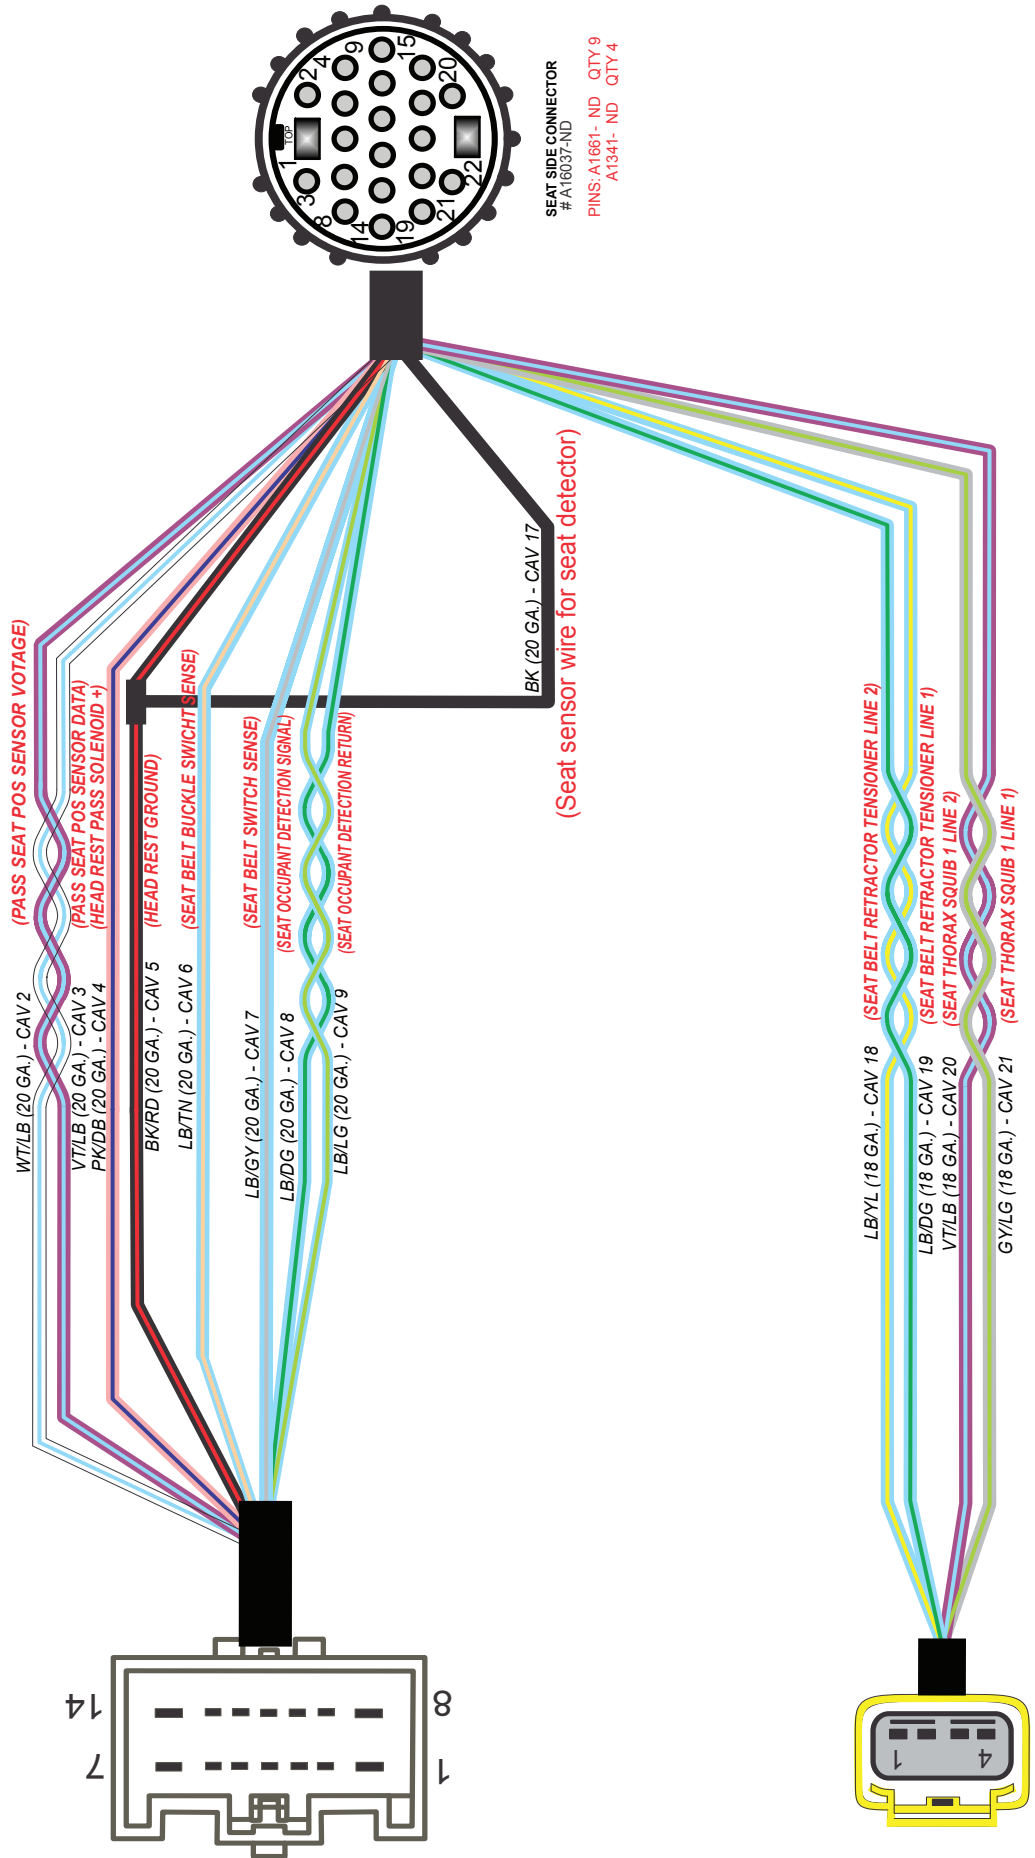 1
TOP
2
3
4
8
9
14
15
19
20
21
22
SEAT SIDE CONNECTOR
# A16037-ND
PINS: A1661- ND QTY 9
A1341- ND QTY 4
(PASS SEAT POS SENSOR VOTAGE)
(PASS SEAT POS SENSOR DATA)
(HEAD REST PASS SOLENOID +)
(HEAD REST GROUND)
(SEAT BELT BUCKLE SWICHT SENSE)
(SEAT BELT SWITCH SENSE)
(SEAT OCCUPANT DETECTION SIGNAL)
(SEAT OCCUPANT DETECTION RETURN)
BK (20 GA.) - CAV 17
(Seat sensor wire for seat detector)
WT/LB (20 GA.) - CAV 2
VT/LB (20 GA.) - CAV 3
PK/DB (20 GA.) - CAV 4
BK/RD (20 GA.) - CAV 5
LB/TN (20 GA.) - CAV 6
LB/GY (20 GA.) - CAV 7
LB/DG (20 GA.) - CAV 8
LB/LG (20 GA.) - CAV 9
(SEAT BELT RETRACTOR TENSIONER LINE 2)
(SEAT BELT RETRACTOR TENSIONER LINE 1)
(SEAT THORAX SQUIB 1 LINE 2)
(SEAT THORAX SQUIB 1 LINE 1)
LB/YL (18 GA.) - CAV 18
LB/DG (18 GA.) - CAV 19
VT/LB (18 GA.) - CAV 20
GY/LG (18 GA.) - CAV 21
14
8
7
1
1
4